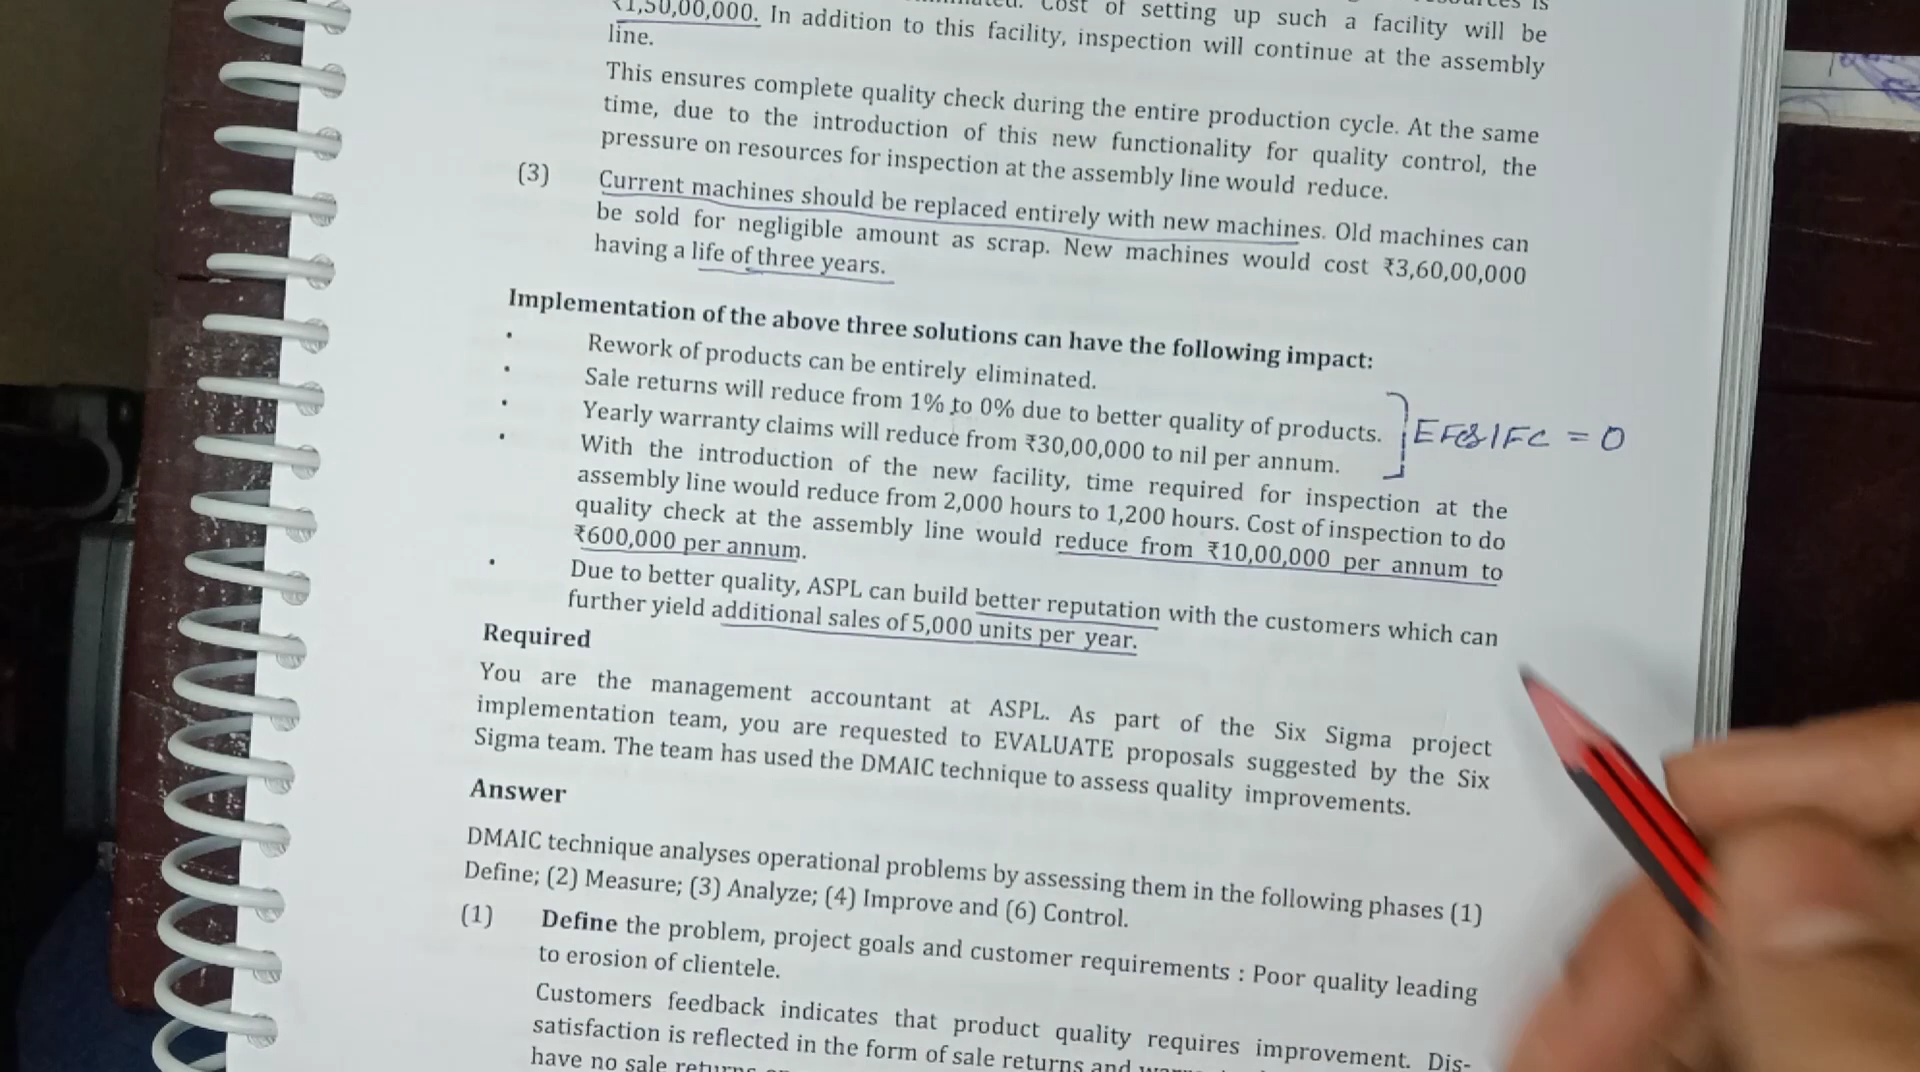 Cost of setting up such a facility will be
₹1,50,00,000. In addition to this facility, inspection will continue at the assembly
line.
This ensures complete quality check during the entire production cycle. At the same
time, due to the introduction of this new functionality for quality control, the
pressure on resources for inspection at the assembly line would reduce.
(3) Current machines should be replaced entirely with new machines. Old machines can
be sold for negligible amount as scrap. New machines would cost ₹3,60,00,000
having a life of three years.
Implementation of the above three solutions can have the following impact:
• Rework of products can be entirely eliminated.
• Sale returns will reduce from 1% to 0% due to better quality of products.
• Yearly warranty claims will reduce from ₹30,00,000 to nil per annum.
EFC&IFC = 0
• With the introduction of the new facility, time required for inspection at the
assembly line would reduce from 2,000 hours to 1,200 hours. Cost of inspection to do
quality check at the assembly line would reduce from ₹10,00,000 per annum to
₹600,000 per annum.
• Due to better quality, ASPL can build better reputation with the customers which can
further yield additional sales of 5,000 units per year.
Required
You are the management accountant at ASPL. As part of the Six Sigma project
implementation team, you are requested to EVALUATE proposals suggested by the Six
Sigma team. The team has used the DMAIC technique to assess quality improvements.
Answer
DMAIC technique analyses operational problems by assessing them in the following phases (1)
Define; (2) Measure; (3) Analyze; (4) Improve and (6) Control.
(1) Define the problem, project goals and customer requirements : Poor quality leading
to erosion of clientele.
Customers feedback indicates that product quality requires improvement. Dis-
satisfaction is reflected in the form of sale returns and
have no sale